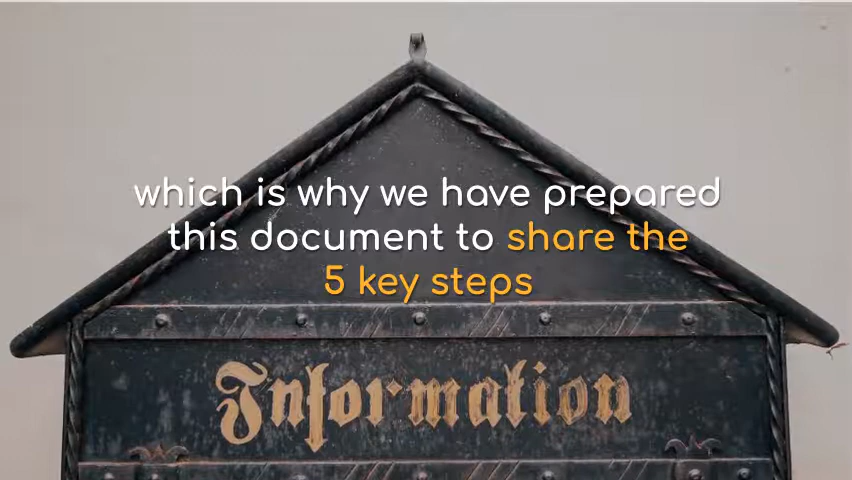 which is why we have prepared
this document to share the
5 key steps
Information